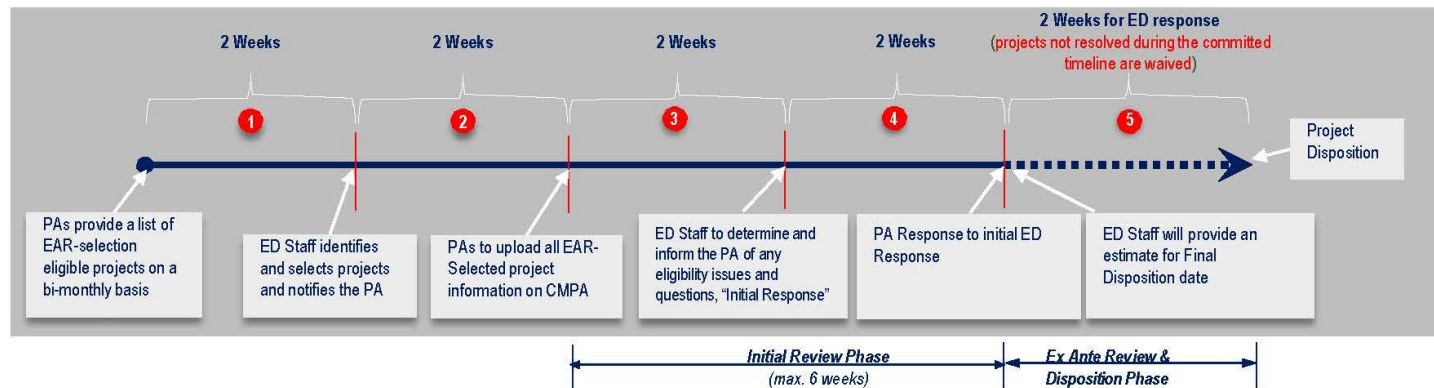 2 Weeks
2 Weeks
2 Weeks
2 Weeks
2 Weeks for ED response
(projects not resolved during the committed
timeline are waived)
1
2
3
4
5
Project
Disposition
PAs provide a list of
EAR-selection
eligible projects on a
bi-monthly basis
ED Staff identifies
and selects projects
and notifies the PA
PAs to upload all EAR-
Selected project
information on CMPA
ED Staff to determine and
inform the PA of any
eligibility issues and
questions, “Initial Response”
PA Response to initial ED
Response
ED Staff will provide an
estimate for Final
Disposition date
Initial Review Phase
(max. 6 weeks)
Ex Ante Review &
Disposition Phase